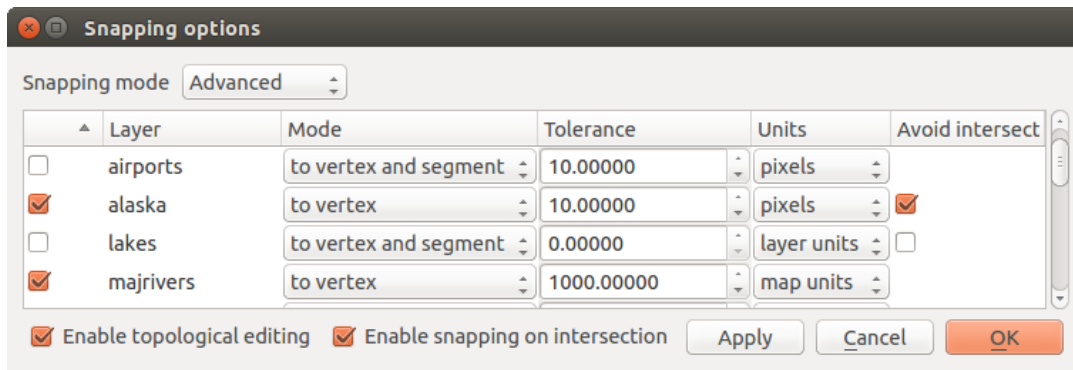 Snapping options
Snapping mode Advanced
Layer Mode Tolerance Units Avoid intersect
airports to vertex and segment 10.00000 pixels
alaska to vertex 10.00000 pixels
lakes to vertex and segment 0.00000 layer units
majrivers to vertex 1000.00000 map units
Enable topological editing Enable snapping on intersection Apply Cancel OK